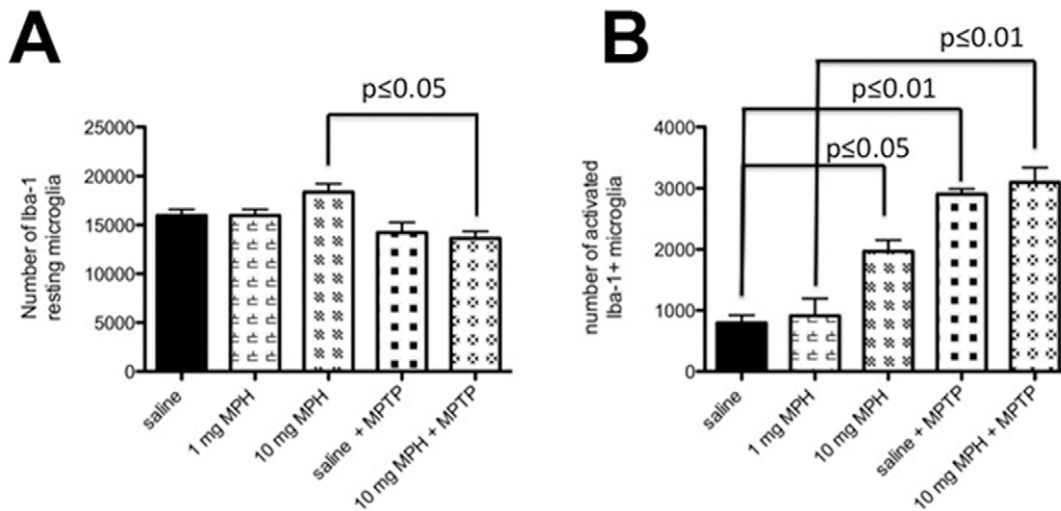 A
p≤0.05
25000
20000
15000
10000
5000
0
Number of Iba-1
resting microglia
saline
1 mg MPH
10 mg MPH
saline + MPTP
10 mg MPH + MPTP
B
p≤0.01
p≤0.01
p≤0.05
4000
3000
2000
1000
0
number of activated
Iba-1+ microglia
saline
1 mg MPH
10 mg MPH
saline + MPTP
10 mg MPH + MPTP